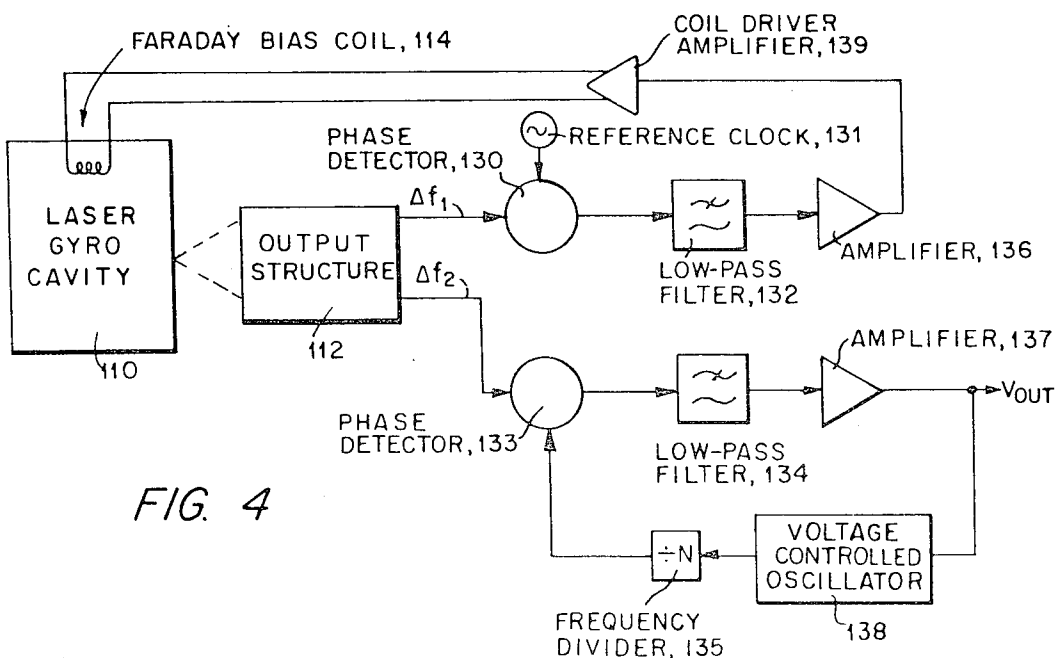 FARADAY BIAS COIL, 114
COIL DRIVER
AMPLIFIER, 139
PHASE
DETECTOR, 130
REFERENCE CLOCK, 131
LASER
GYRO
CAVITY
110
OUTPUT
STRUCTURE
112
Δf₁
Δf₂
LOW-PASS
FILTER, 132
AMPLIFIER, 136
AMPLIFIER, 137
VOUT
PHASE
DETECTOR, 133
LOW-PASS
FILTER, 134
FIG. 4
÷N
FREQUENCY
DIVIDER, 135
VOLTAGE
CONTROLLED
OSCILLATOR
138